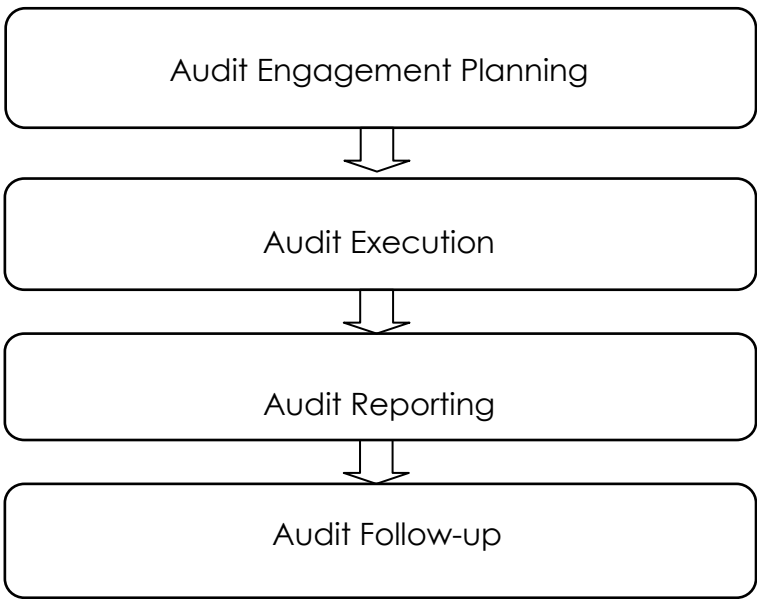 Audit Engagement Planning
Audit Execution
Audit Reporting
Audit Follow-up